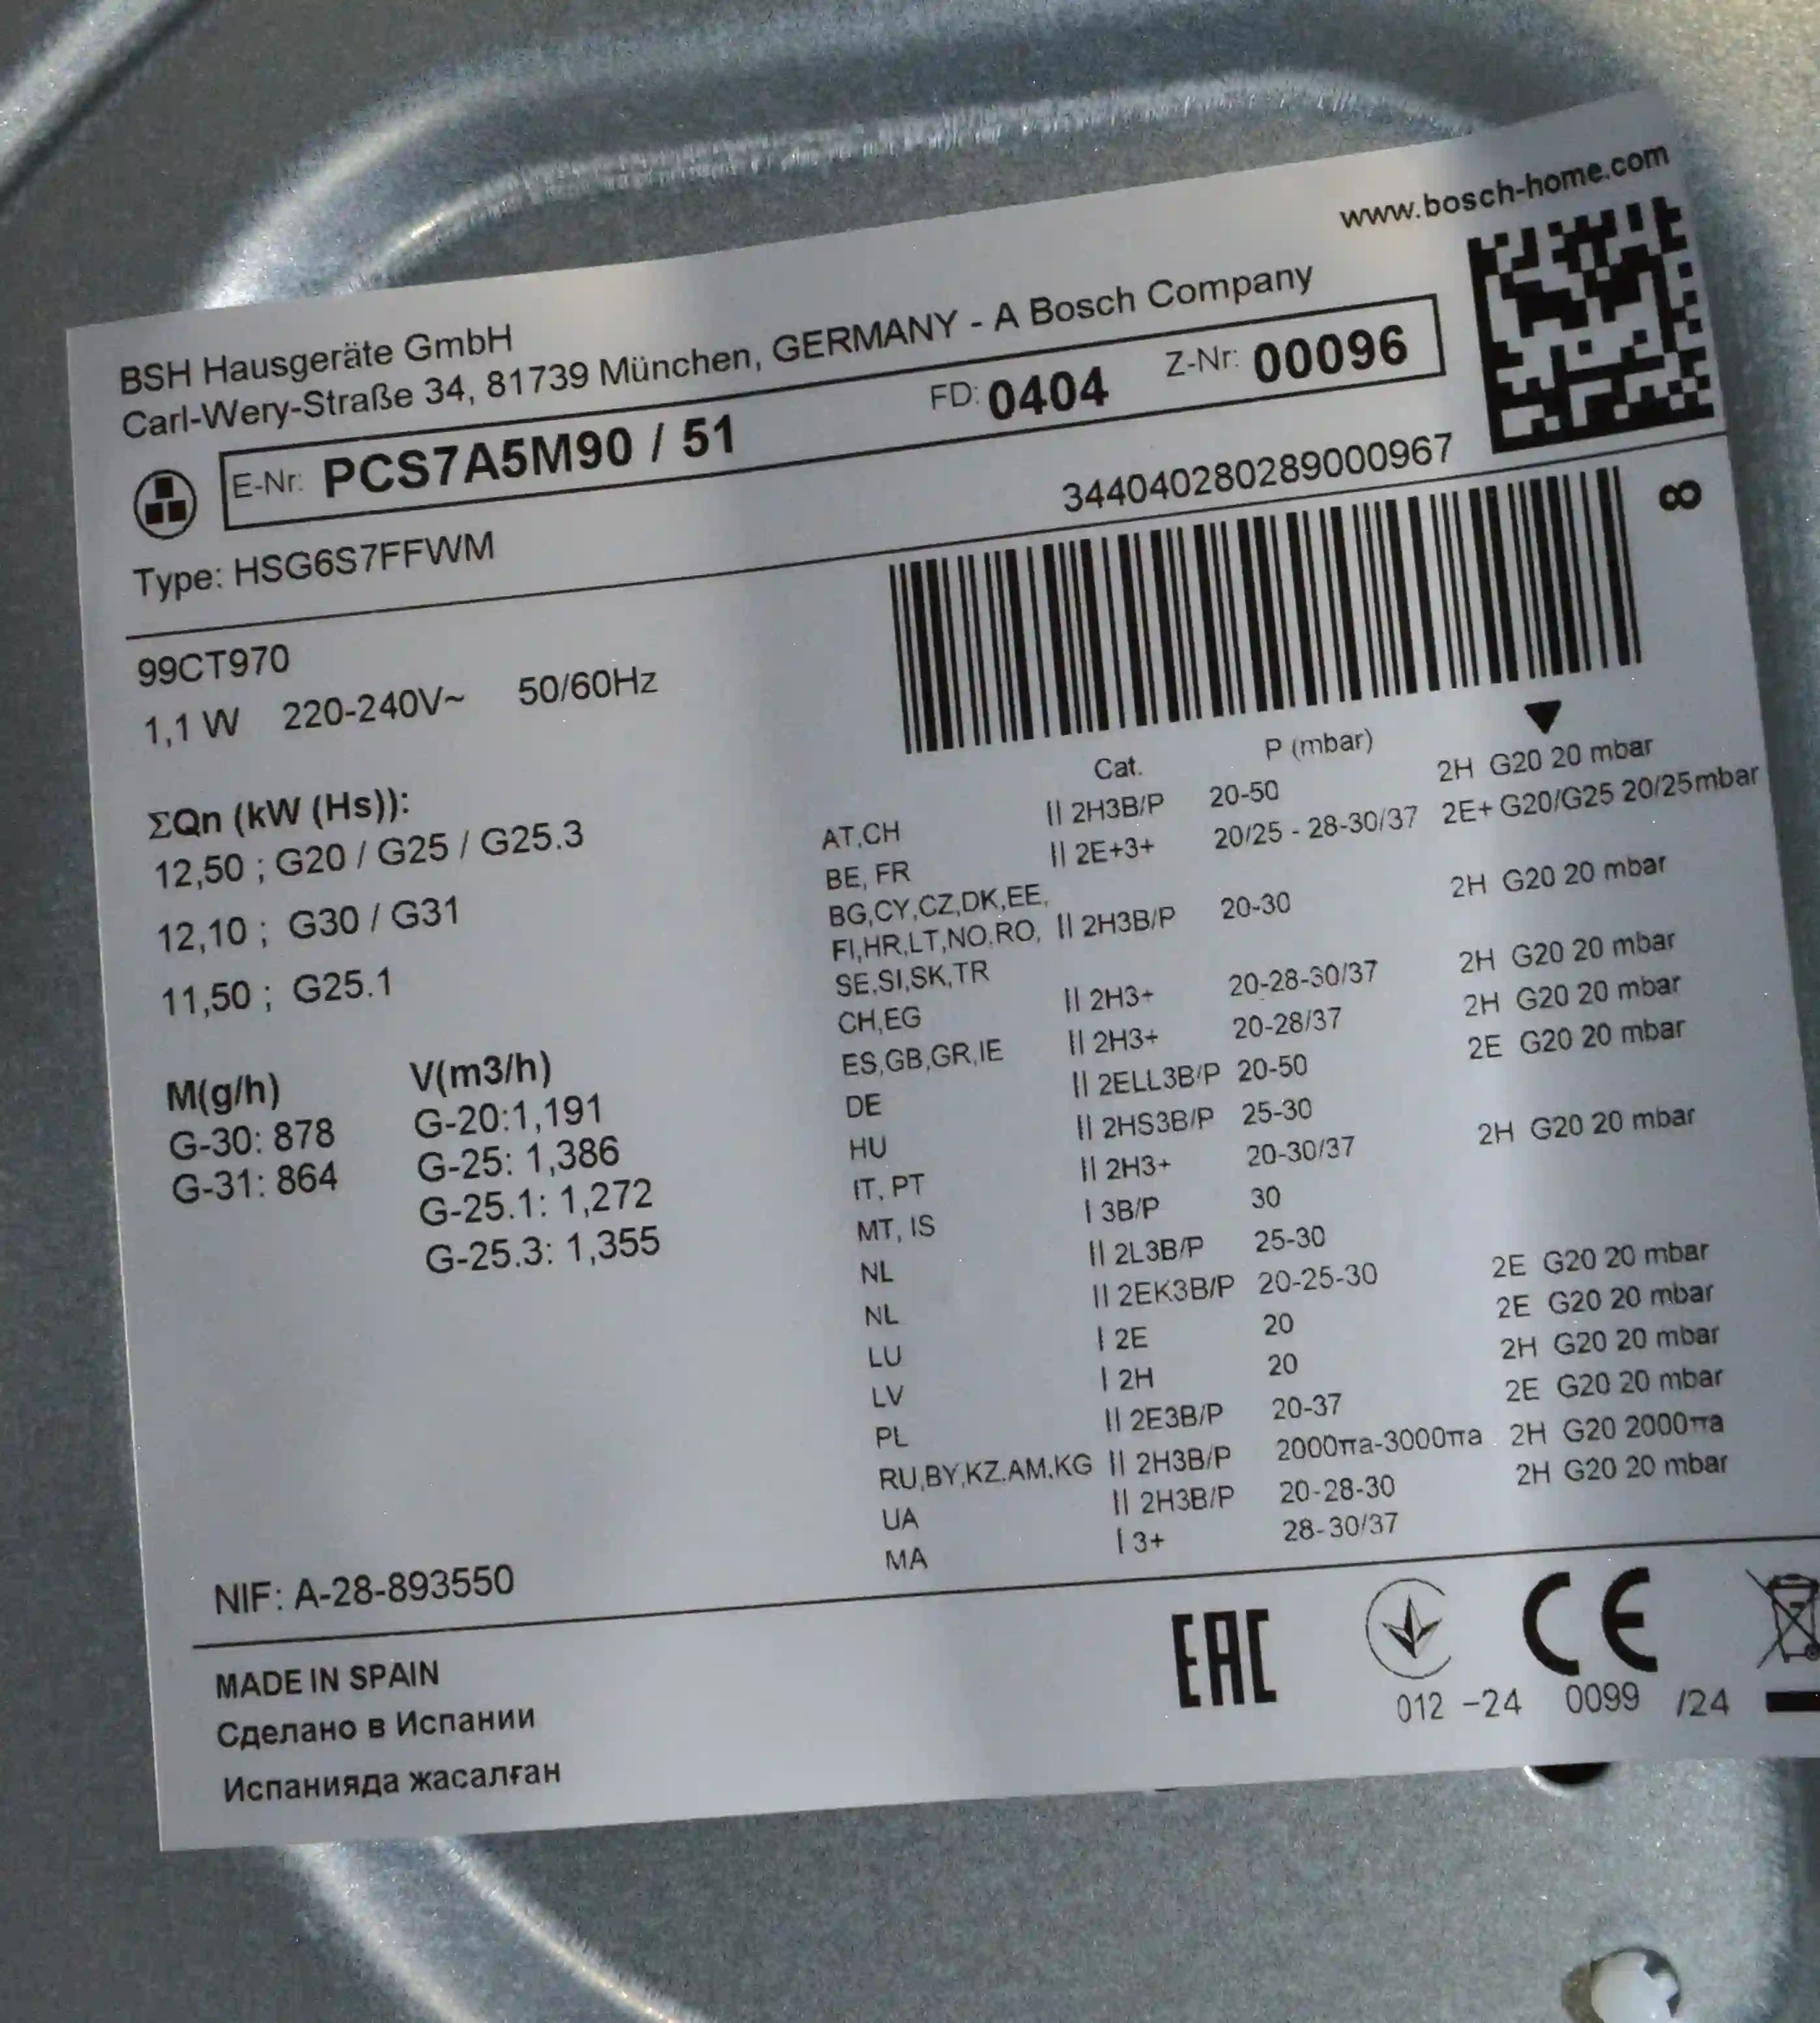 www.bosch-home.com
BSH Hausgeräte GmbH
Carl-Wery-Straße 34, 81739 München, GERMANY - A Bosch Company
E-Nr: PCS7A5M90 / 51 FD: 0404 Z-Nr: 00096
Type: HSG6S7FFWM
344040280289000967
8
99CT970
1,1 W 220-240V~ 50/60Hz
ΣQn (kW (Hs)):
12,50 ; G20 / G25 / G25.3
12,10 ; G30 / G31
11,50 ; G25.1
M(g/h) V(m3/h)
G-30: 878 G-20:1,191
G-31: 864 G-25: 1,386
G-25.1: 1,272
G-25.3: 1,355
Cat. P (mbar)
AT,CH II 2H3B/P 20-50 2H G20 20 mbar
BE, FR II 2E+3+ 20/25 - 28-30/37 2E+ G20/G25 20/25mbar
BG,CY,CZ,DK,EE,
FI,HR,LT,NO,RO, II 2H3B/P 20-30 2H G20 20 mbar
SE,SI,SK,TR
CH,EG II 2H3+ 20-28-30/37 2H G20 20 mbar
ES,GB,GR,IE II 2H3+ 20-28/37 2H G20 20 mbar
DE II 2ELL3B/P 20-50 2E G20 20 mbar
HU II 2HS3B/P 25-30
IT, PT II 2H3+ 20-30/37 2H G20 20 mbar
MT, IS I 3B/P 30
NL II 2L3B/P 25-30
NL II 2EK3B/P 20-25-30 2E G20 20 mbar
LU I 2E 20 2E G20 20 mbar
LV I 2H 20 2H G20 20 mbar
PL II 2E3B/P 20-37 2E G20 20 mbar
RU,BY,KZ,AM,KG II 2H3B/P 2000πа-3000πа 2H G20 2000πа
UA II 2H3B/P 20-28-30 2H G20 20 mbar
MA I 3+ 28-30/37
NIF: A-28-893550
MADE IN SPAIN
Сделано в Испании
Испанияда жасалған
EAC CE
012 -24 0099 /24